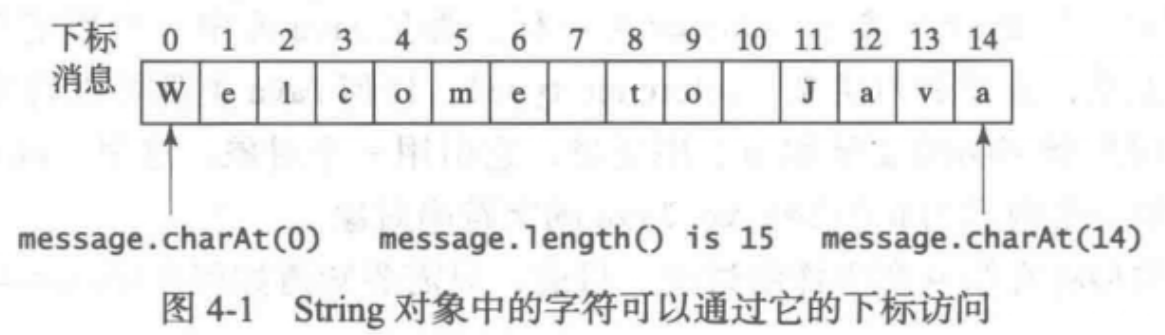 下标 0 1 2 3 4 5 6 7 8 9 10 11 12 13 14
消息 W e l c o m e t o J a v a
message.charAt(0) message.length() is 15 message.charAt(14)
图 4-1 String 对象中的字符可以通过它的下标访问